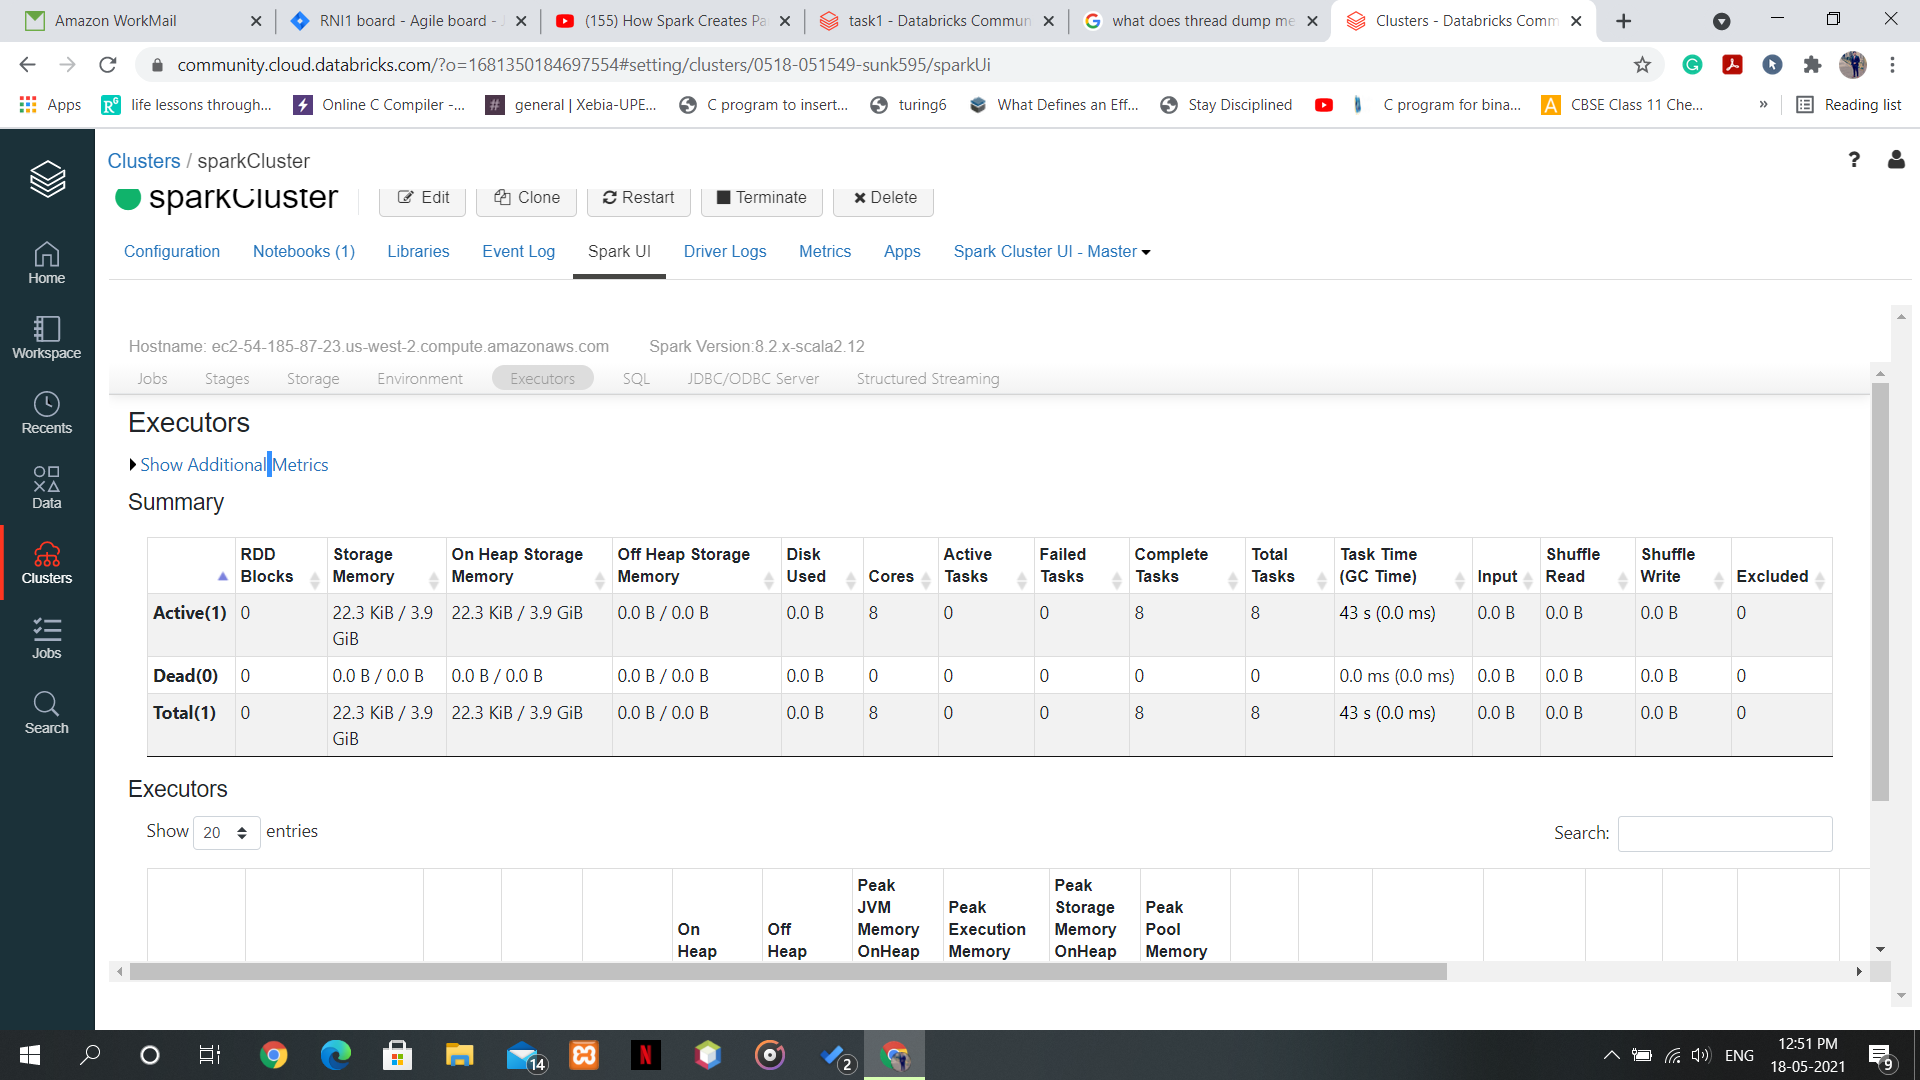 Amazon WorkMail
RNI1 board - Agile board -
(155) How Spark Creates Pa
task1 - Databricks Commun
what does thread dump me
Clusters - Databricks Comm
community.cloud.databricks.com/?o=1681350184697554#setting/clusters/0518-051549-sunk595/sparkUi
Apps
life lessons through...
Online C Compiler -...
general | Xebia-UPE...
C program to insert...
turing6
What Defines an Eff...
Stay Disciplined
C program for bina...
CBSE Class 11 Che...
»
Reading list
Clusters / sparkCluster
?
sparkCluster
Edit
Clone
Restart
Terminate
Delete
Configuration
Notebooks (1)
Libraries
Event Log
Spark UI
Driver Logs
Metrics
Apps
Spark Cluster UI - Master
Home
Workspace
Recents
Data
Clusters
Jobs
Search
Hostname: ec2-54-185-87-23.us-west-2.compute.amazonaws.com
Spark Version:8.2.x-scala2.12
Jobs
Stages
Storage
Environment
Executors
SQL
JDBC/ODBC Server
Structured Streaming
Executors
Show Additional Metrics
Summary
RDD Blocks Storage Memory On Heap Storage Memory Off Heap Storage Memory Disk Used Cores Active Tasks Failed Tasks Complete Tasks Total Tasks Task Time (GC Time) Input Shuffle Read Shuffle Write Excluded
Active(1) 0 22.3 KiB / 3.9 GiB 22.3 KiB / 3.9 GiB 0.0 B / 0.0 B 0.0 B 8 0 0 8 8 43 s (0.0 ms) 0.0 B 0.0 B 0.0 B 0
Dead(0) 0 0.0 B / 0.0 B 0.0 B / 0.0 B 0.0 B / 0.0 B 0.0 B 0 0 0 0 0 0.0 ms (0.0 ms) 0.0 B 0.0 B 0.0 B 0
Total(1) 0 22.3 KiB / 3.9 GiB 22.3 KiB / 3.9 GiB 0.0 B / 0.0 B 0.0 B 8 0 0 8 8 43 s (0.0 ms) 0.0 B 0.0 B 0.0 B 0
Executors
Show 20 entries
Search:
On Heap
Off Heap
Peak JVM Memory OnHeap
Peak Execution Memory
Peak Storage Memory OnHeap
Peak Pool Memory
14
2
ENG
12:51 PM
18-05-2021
9